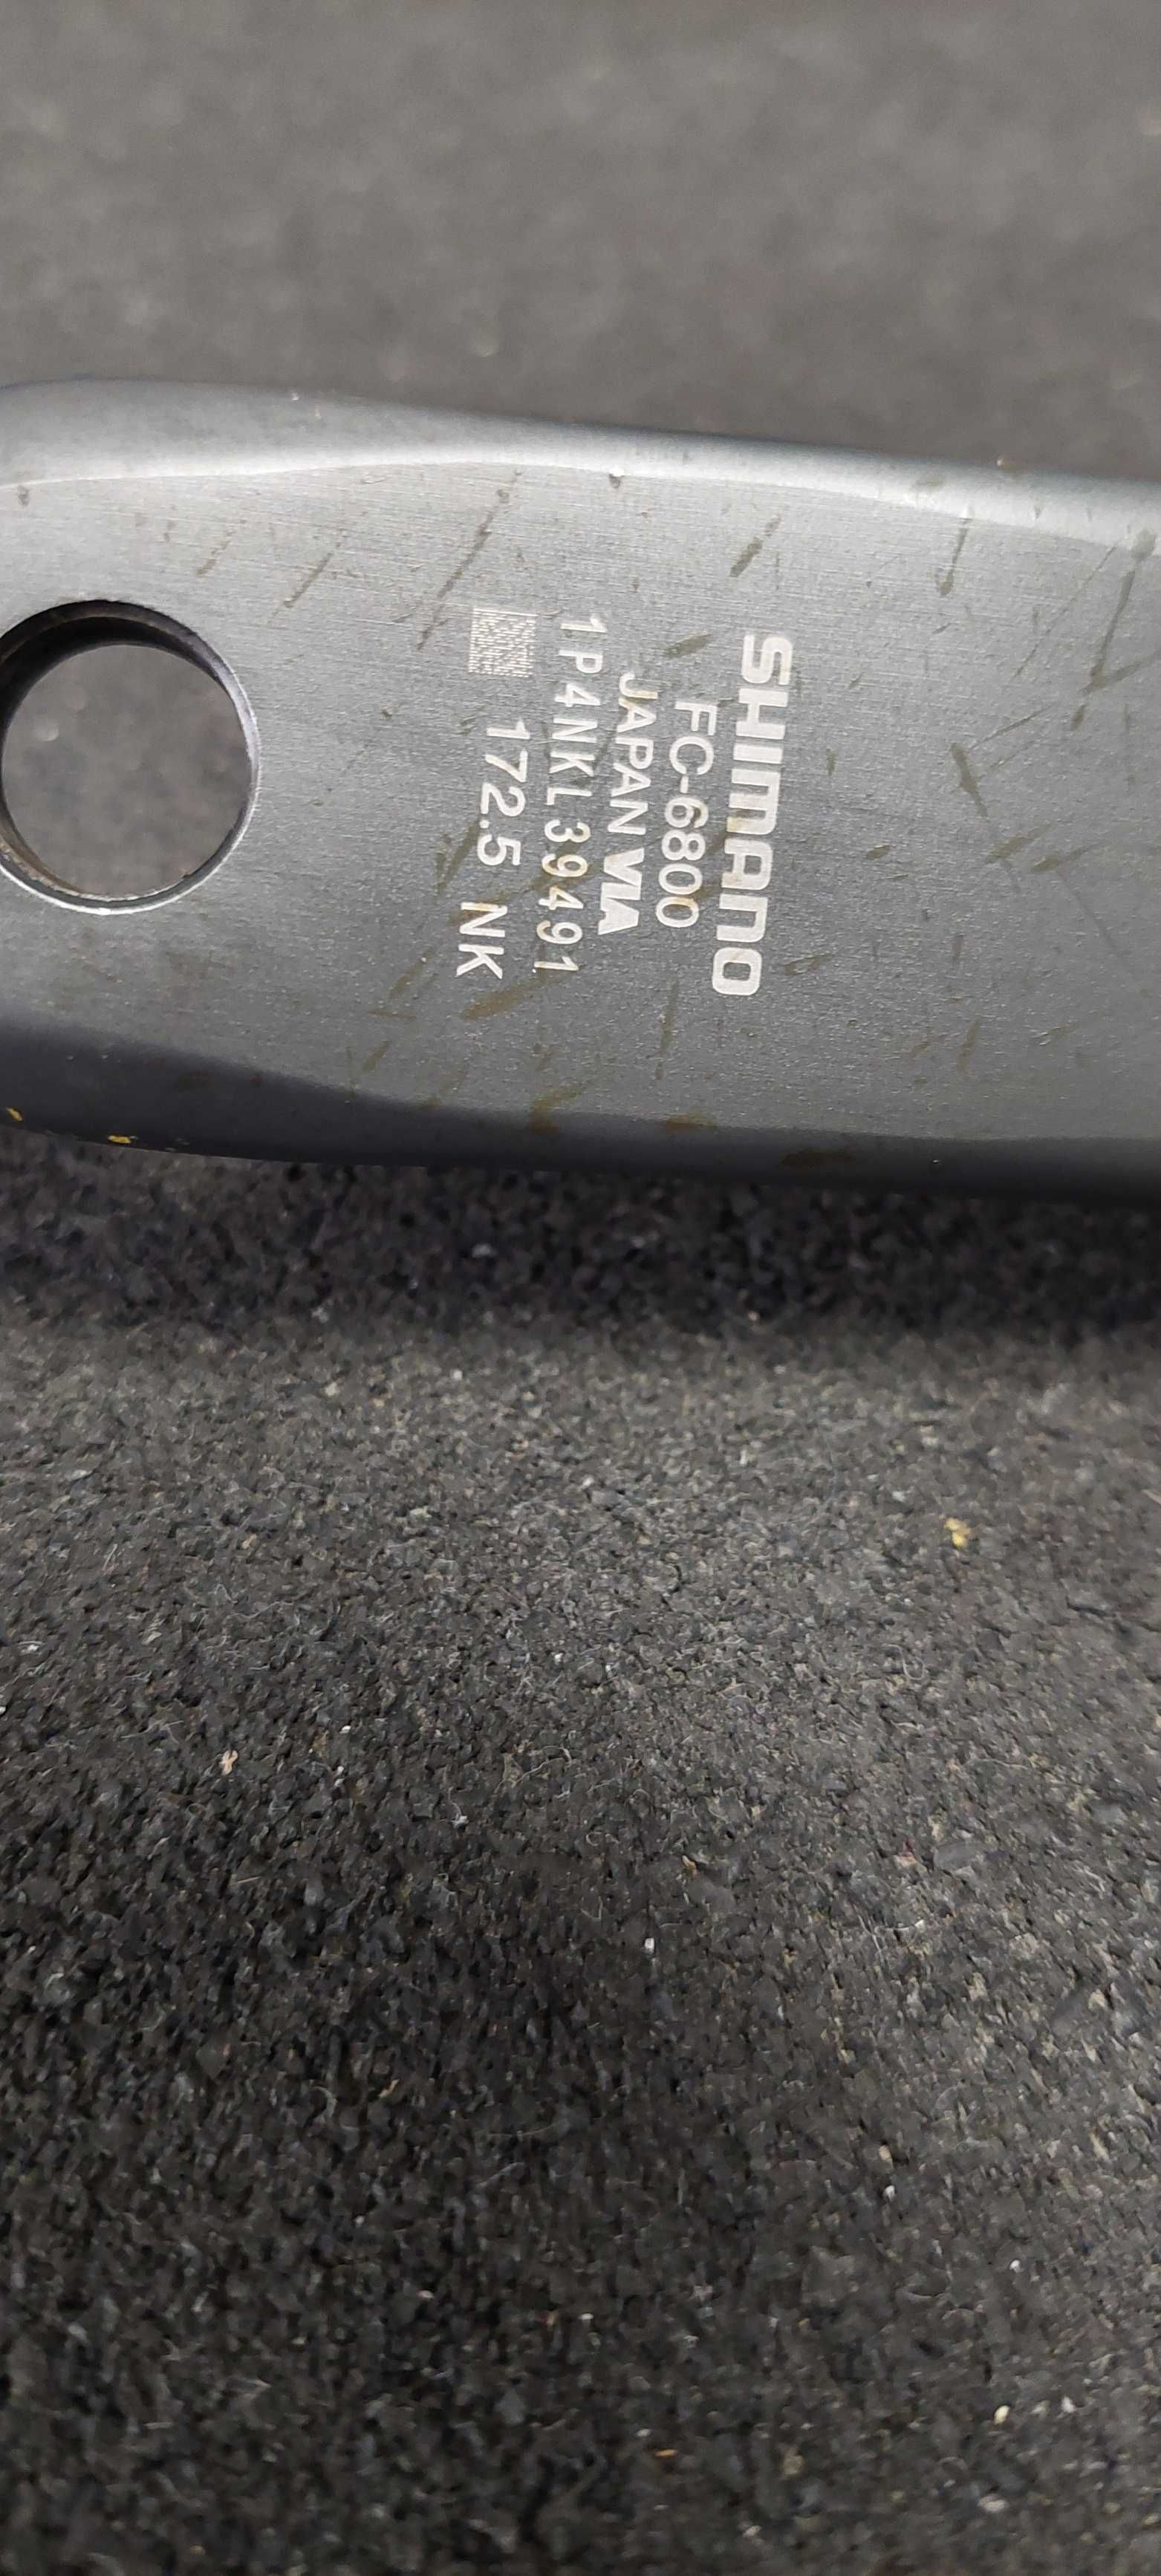 SHIMANO
FC-6800
JAPAN VIA
1P4NKL39491
172.5 NK